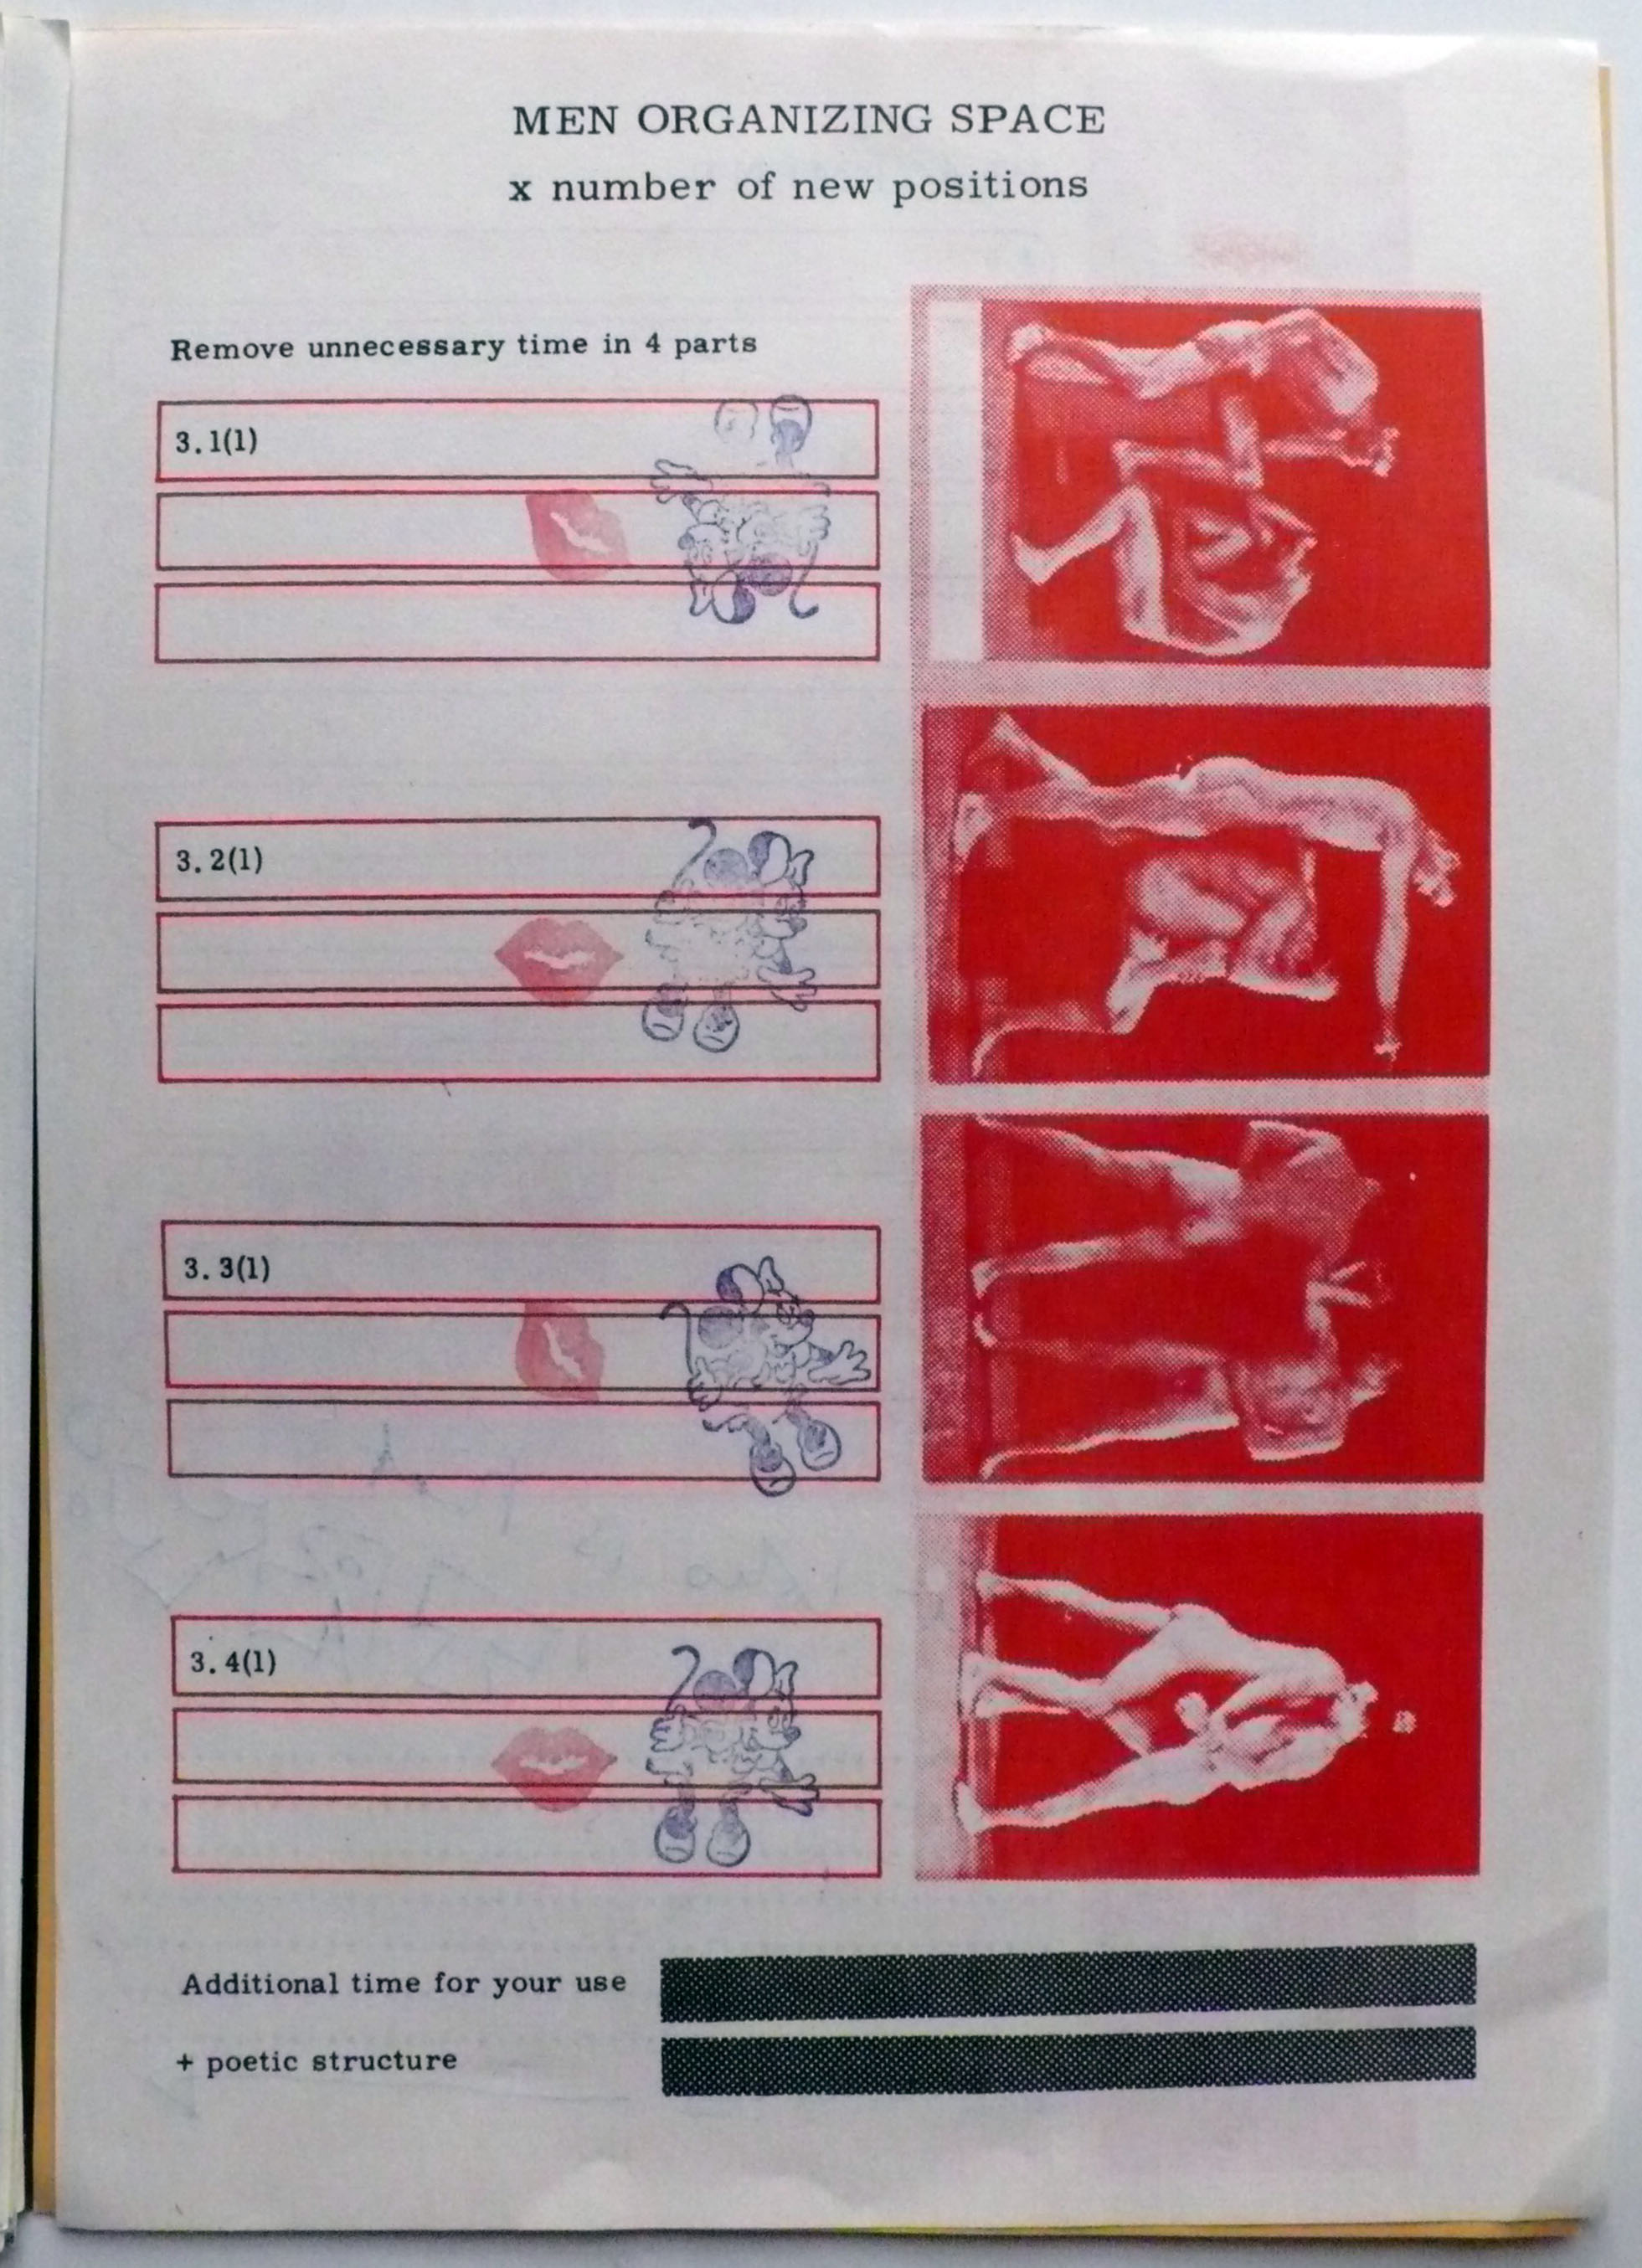 MEN ORGANIZING SPACE
x number of new positions
Remove unnecessary time in 4 parts
3.1(1)
3.2(1)
3.3(1)
3.4(1)
Additional time for your use
+ poetic structure